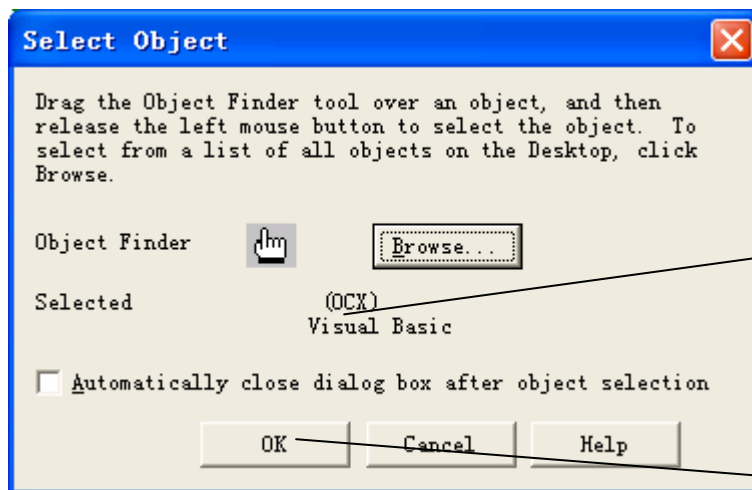 Select Object
Drag the Object Finder tool over an object, and then
release the left mouse button to select the object. To
select from a list of all objects on the Desktop, click
Browse.
Object Finder
Browse...
Selected (OCX)
Visual Basic
Automatically close dialog box after object selection
OK Cancel Help